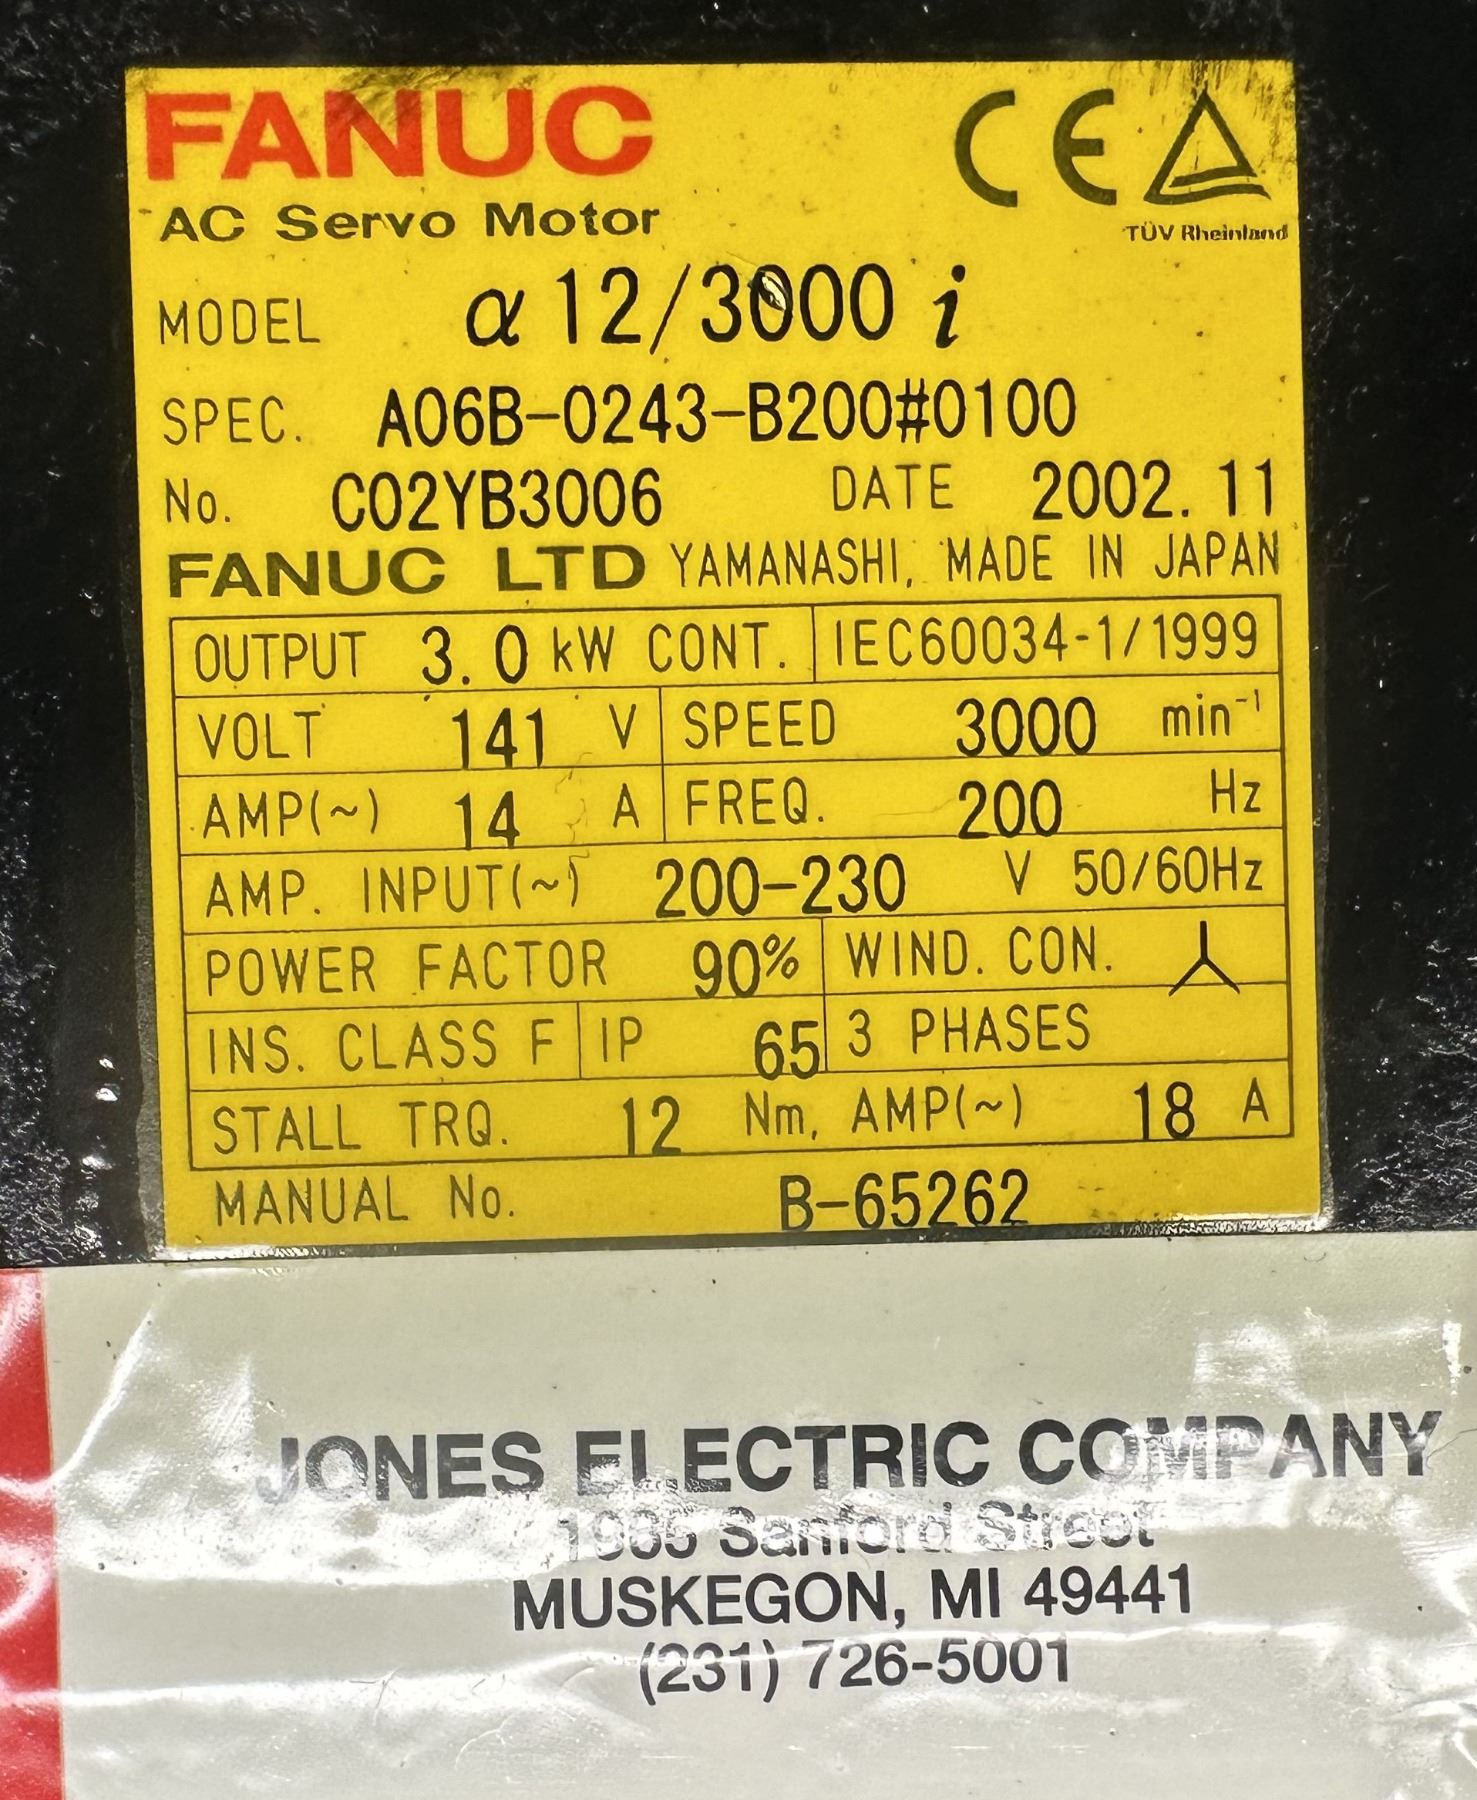 FANUC CE
TÜV Rheinland
AC Servo Motor
MODEL α 12/3000 i
SPEC. A06B-0243-B200#0100
No. C02YB3006 DATE 2002.11
FANUC LTD YAMANASHI, MADE IN JAPAN
OUTPUT 3.0 kW CONT. IEC60034-1/1999
VOLT 141 V SPEED 3000 min⁻¹
AMP(~) 14 A FREQ. 200 Hz
AMP. INPUT(~) 200-230 V 50/60Hz
POWER FACTOR 90% WIND. CON.
INS. CLASS F IP 65 3 PHASES
STALL TRQ. 12 Nm, AMP(~) 18 A
MANUAL No. B-65262
JONES ELECTRIC COMPANY
Sanford Street
MUSKEGON, MI 49441
(231) 726-5001